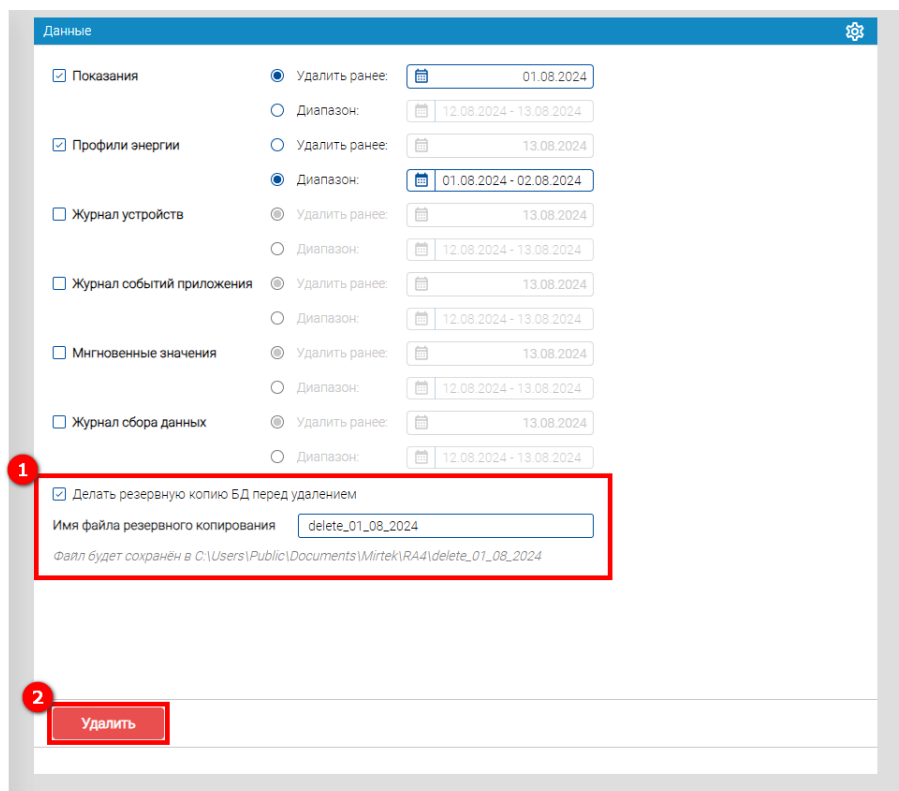 Данные
Показания Удалить ранее: 01.08.2024
Диапазон: 12.08.2024 - 13.08.2024
Профили энергии Удалить ранее: 13.08.2024
Диапазон: 01.08.2024 - 02.08.2024
Журнал устройств Удалить ранее: 13.08.2024
Диапазон: 12.08.2024 - 13.08.2024
Журнал событий приложения Удалить ранее: 13.08.2024
Диапазон: 12.08.2024 - 13.08.2024
Мнгновенные значения Удалить ранее: 13.08.2024
Диапазон: 12.08.2024 - 13.08.2024
Журнал сбора данных Удалить ранее: 13.08.2024
Диапазон: 12.08.2024 - 13.08.2024
1
Делать резервную копию БД перед удалением
Имя файла резервного копирования delete_01_08_2024
Файл будет сохранён в C:\Users\Public\Documents\Mirtek\RA4\delete_01_08_2024
2
Удалить